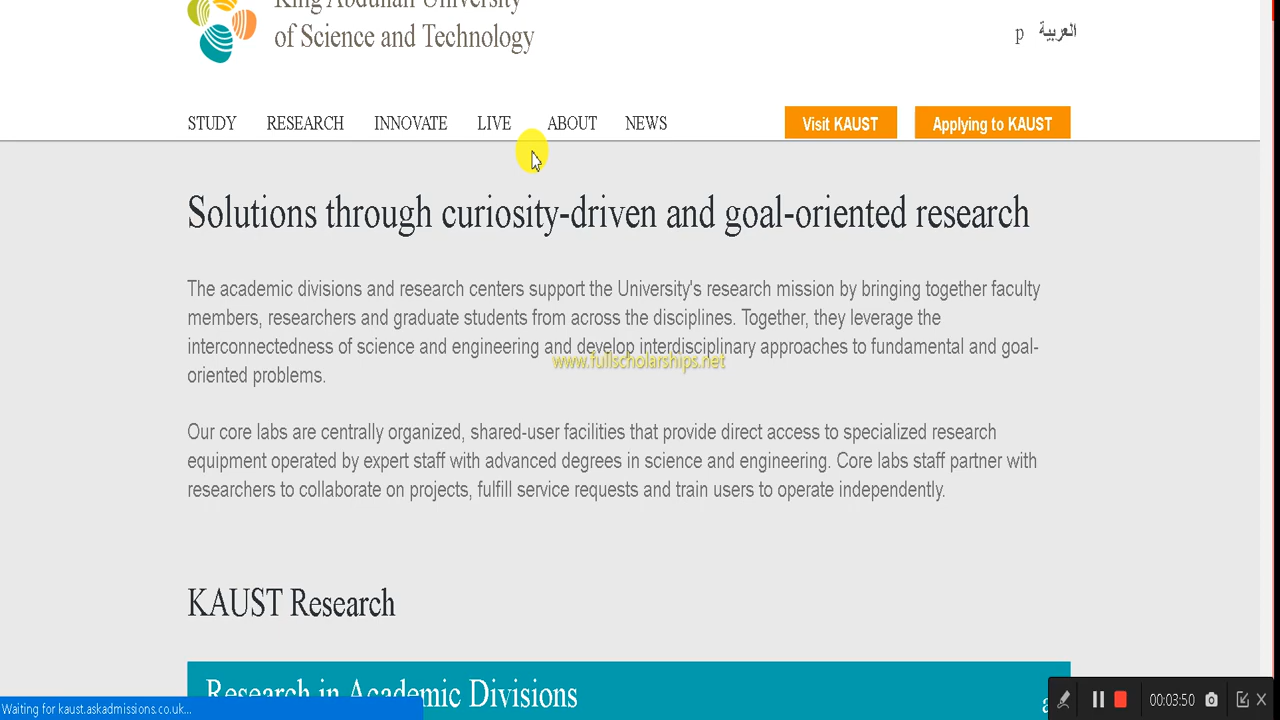 King Abdullah University
of Science and Technology
p العربية
STUDY RESEARCH INNOVATE LIVE ABOUT NEWS Visit KAUST Applying to KAUST
Solutions through curiosity-driven and goal-oriented research
The academic divisions and research centers support the University's research mission by bringing together faculty
members, researchers and graduate students from across the disciplines. Together, they leverage the
interconnectedness of science and engineering and develop interdisciplinary approaches to fundamental and goal-
www.fullscholarships.net
oriented problems.
Our core labs are centrally organized, shared-user facilities that provide direct access to specialized research
equipment operated by expert staff with advanced degrees in science and engineering. Core labs staff partner with
researchers to collaborate on projects, fulfill service requests and train users to operate independently.
KAUST Research
Research in Academic Divisions
Waiting for kaust.askadmissions.co.uk...
00:03:50